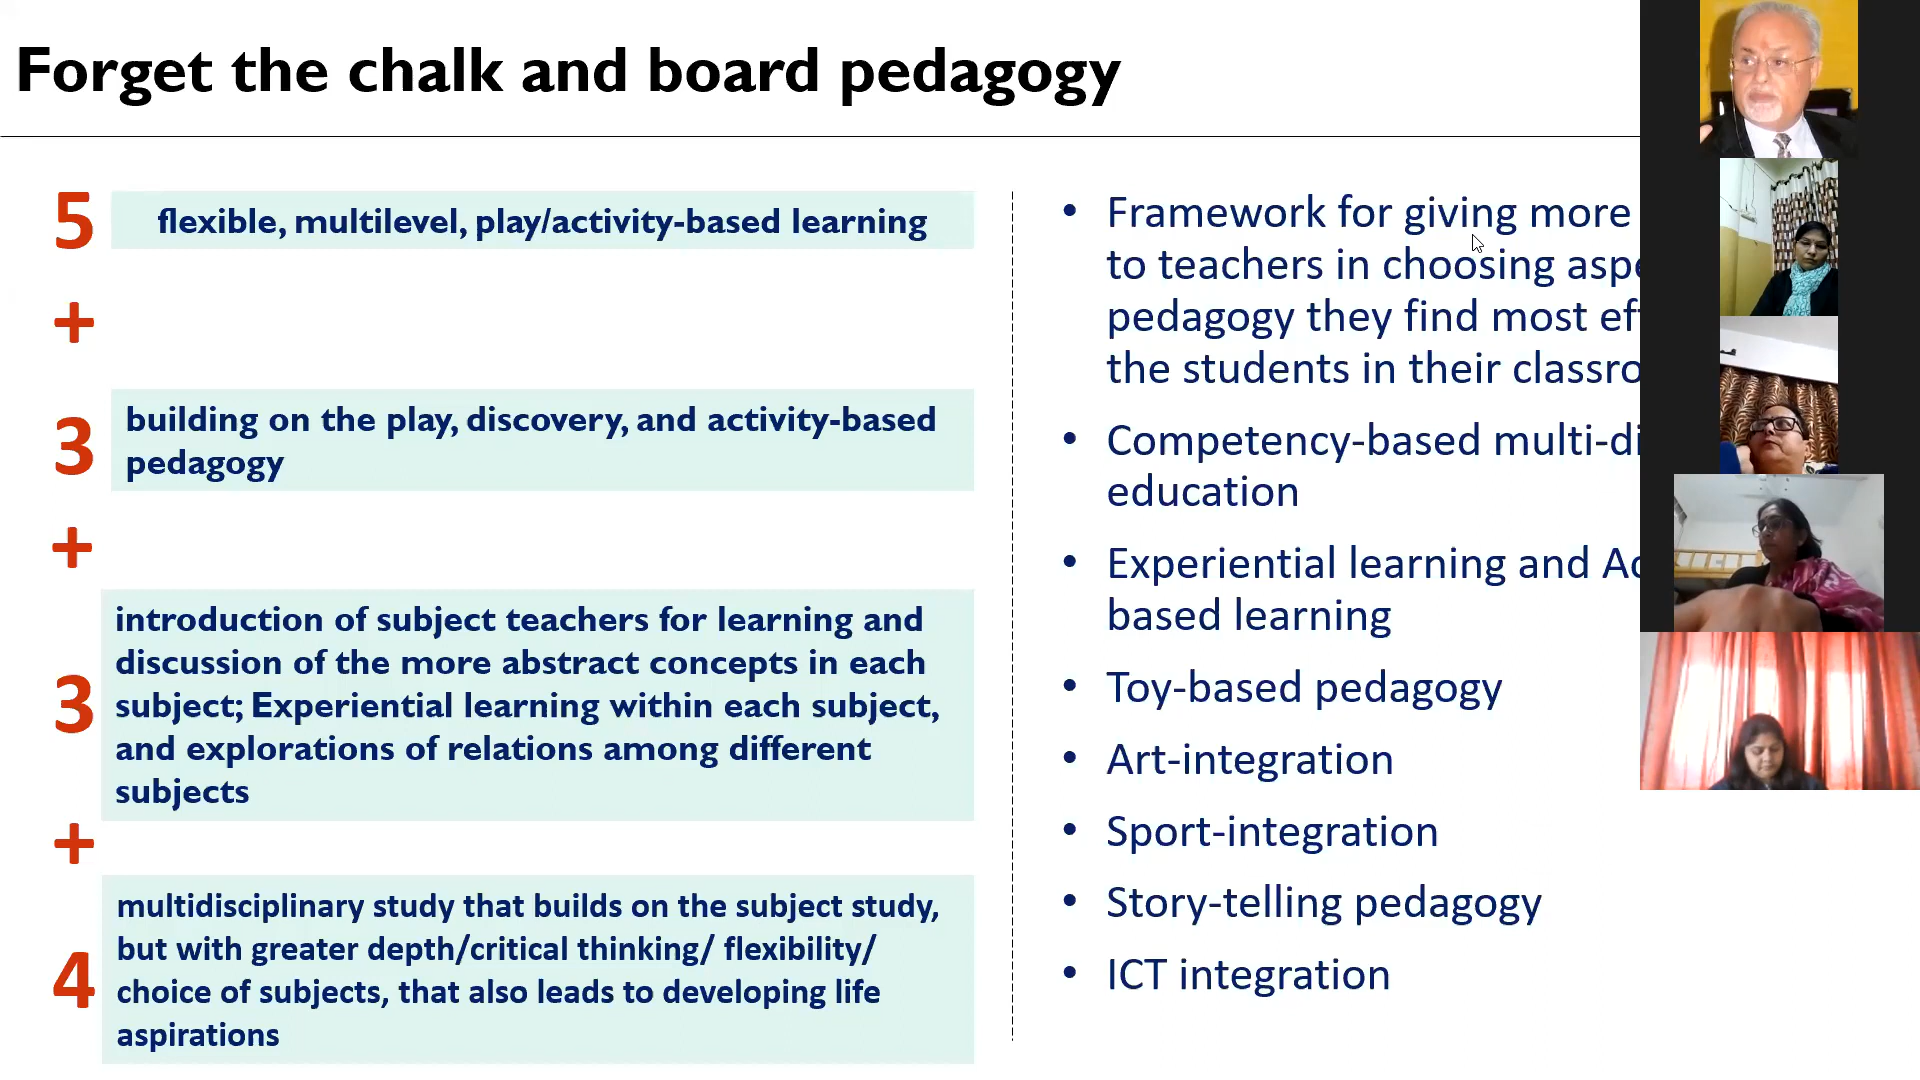 Forget the chalk and board pedagogy
5
flexible, multilevel, play/activity-based learning
+
3
building on the play, discovery, and activity-based
pedagogy
+
3
introduction of subject teachers for learning and
discussion of the more abstract concepts in each
subject; Experiential learning within each subject,
and explorations of relations among different
subjects
+
4
multidisciplinary study that builds on the subject study,
but with greater depth/critical thinking/ flexibility/
choice of subjects, that also leads to developing life
aspirations
• Framework for giving more
to teachers in choosing
pedagogy they find most
the students in their
• Competency-based
education
• Experiential learning and
based learning
• Toy-based pedagogy
• Art-integration
• Sport-integration
• Story-telling pedagogy
• ICT integration